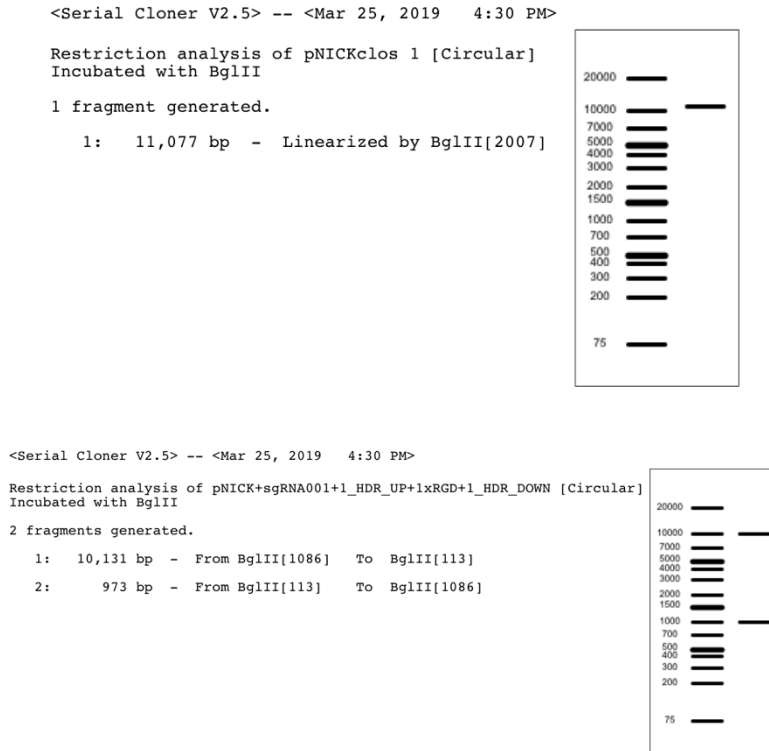 <Serial Cloner V2.5> -- <Mar 25, 2019   4:30 PM>
Restriction analysis of pNICKclos 1 [Circular]
Incubated with BglII
1 fragment generated.
1:   11,077 bp  -  Linearized by BglII[2007]
20000
10000
7000
5000
4000
3000
2000
1500
1000
700
500
400
300
200
75
<Serial Cloner V2.5> -- <Mar 25, 2019   4:30 PM>
Restriction analysis of pNICK+sgRNA001+1_HDR_UP+1xRGD+1_HDR_DOWN [Circular]
Incubated with BglII
2 fragments generated.
1:   10,131 bp  -  From BglII[1086]   To  BglII[113]
2:      973 bp  -  From BglII[113]    To  BglII[1086]
20000
10000
7000
5000
4000
3000
2000
1500
1000
700
500
400
300
200
75